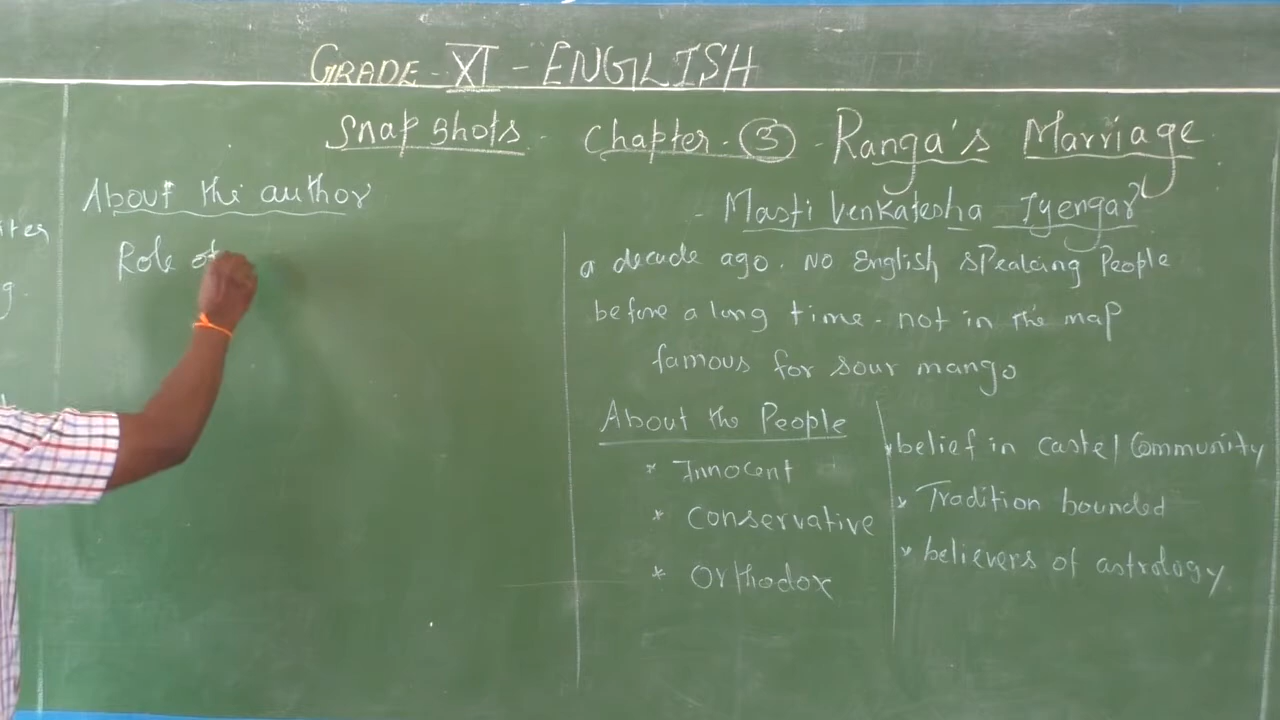 GRADE - XI - ENGLISH
Snapshots - Chapter - 3 - Ranga's Marriage
- Masti Venkatesha Iyengar
About the author
Role of
a decade ago. No English speaking People
before a long time - not in the map
famous for sour mango
About the People
* Innocent
* Conservative
* Orthodox
* belief in caste/Community
* Tradition bounded
* believers of astrology